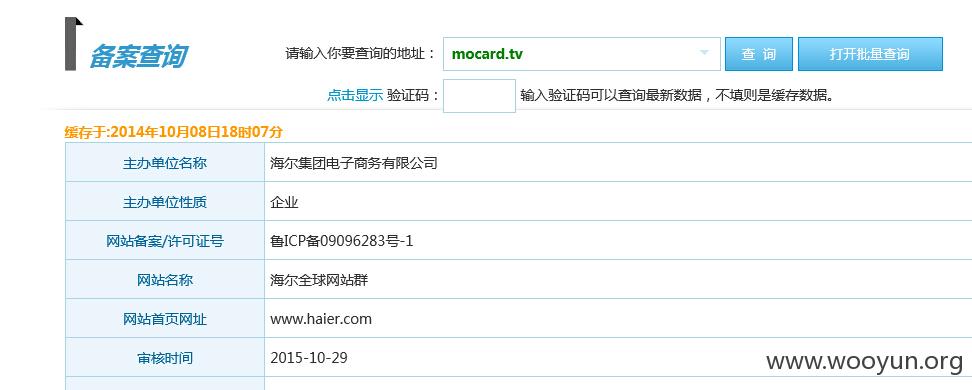 备案查询
请输入你要查询的地址： mocard.tv 查 询 打开批量查询
点击显示 验证码： 输入验证码可以查询最新数据，不填则是缓存数据。
缓存于:2014年10月08日18时07分
主办单位名称 海尔集团电子商务有限公司
主办单位性质 企业
网站备案/许可证号 鲁ICP备09096283号-1
网站名称 海尔全球网站群
网站首页网址 www.haier.com
审核时间 2015-10-29
www.wooyun.org